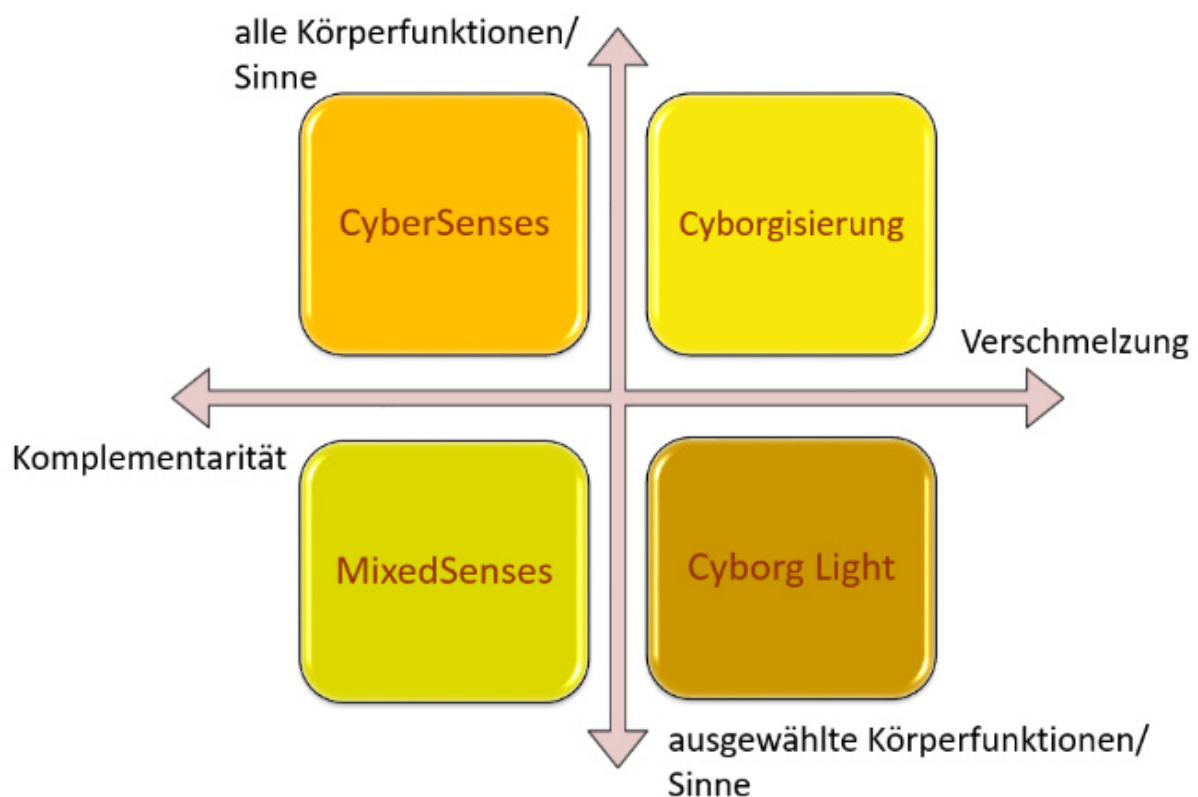 alle Körperfunktionen/
Sinne
CyberSenses
Cyborgisierung
Verschmelzung
Komplementarität
MixedSenses
Cyborg Light
ausgewählte Körperfunktionen/
Sinne